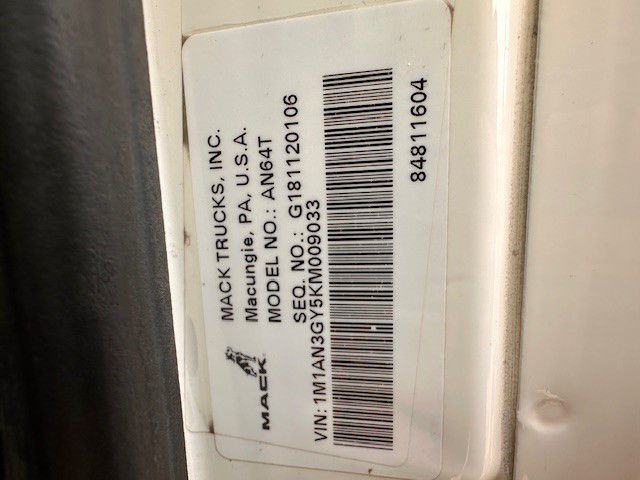 MACK TRUCKS, INC.
Macungie, PA, U.S.A.
MODEL NO.: AN64T
SEQ. NO.: G181120106
MACK
VIN: 1M1AN3GY5KM009033
84811604